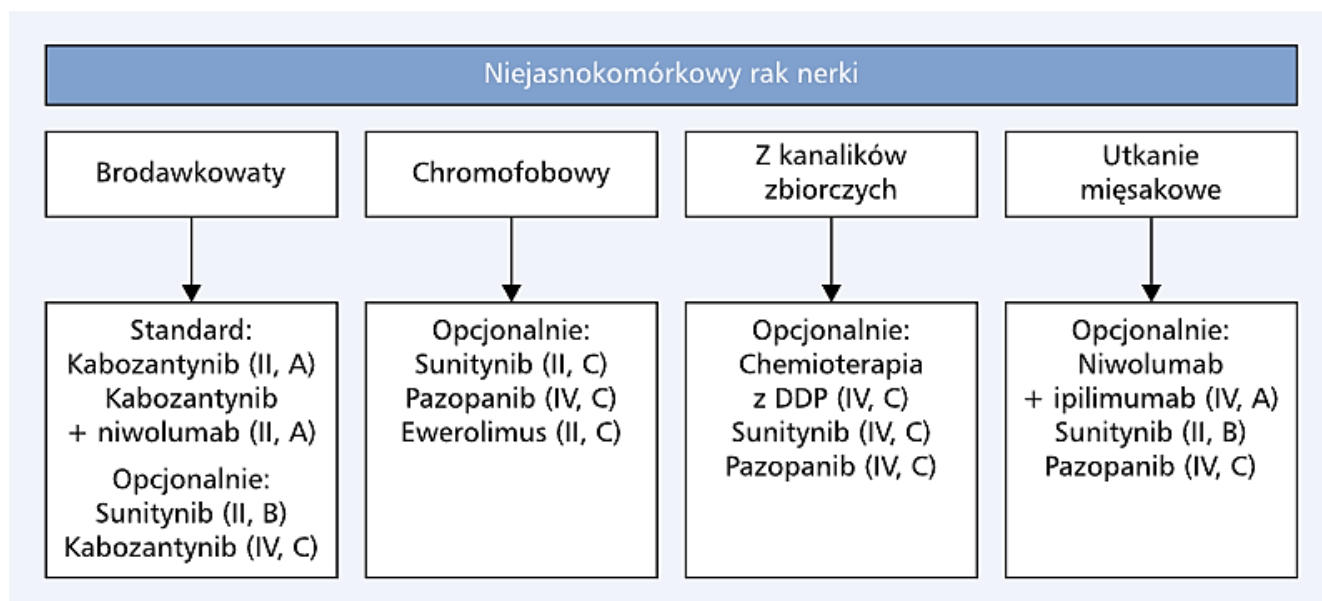 Niejasnokomórkowy rak nerki
Brodawkowaty
Chromofobowy
Z kanalików
zbiorczych
Utkanie
mięsakowe
Standard:
Kabozantynib (II, A)
Kabozantynib
+ niwolumab (II, A)
Opcjonalnie:
Sunitynib (II, B)
Kabozantynib (IV, C)
Opcjonalnie:
Sunitynib (II, C)
Pazopanib (IV, C)
Ewerolimus (II, C)
Opcjonalnie:
Chemioterapia
z DDP (IV, C)
Sunitynib (IV, C)
Pazopanib (IV, C)
Opcjonalnie:
Niwolumab
+ ipilimumab (IV, A)
Sunitynib (II, B)
Pazopanib (IV, C)